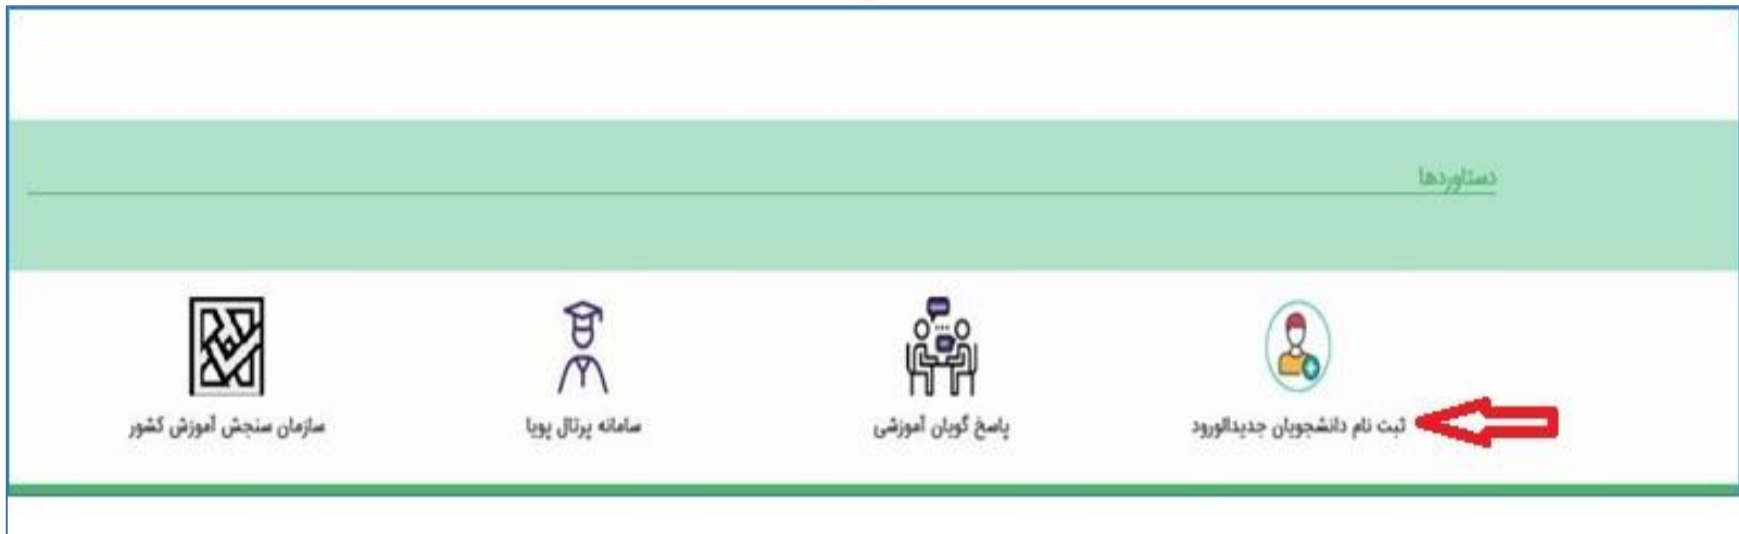 دستاوردها
ثبت نام دانشجویان جدیدالورود
پاسخ گویان آموزشی
سامانه پرتال پویا
سازمان سنجش آموزش کشور